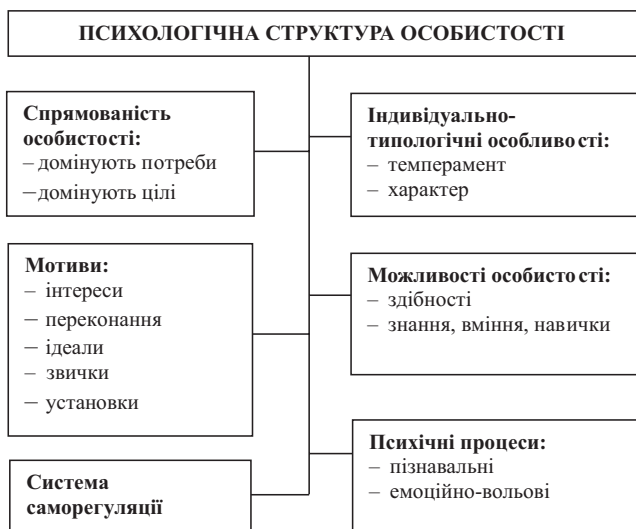 ПСИХОЛОГІЧНА СТРУКТУРА ОСОБИСТОСТІ
Спрямованість
особистості:
– домінують потреби
– домінують цілі
Мотиви:
– інтереси
– переконання
– ідеали
– звички
– установки
Система
саморегуляції
Індивідуально-
типологічні особливості:
– темперамент
– характер
Можливості особистості:
– здібності
– знання, вміння, навички
Психічні процеси:
– пізнавальні
– емоційно-вольові